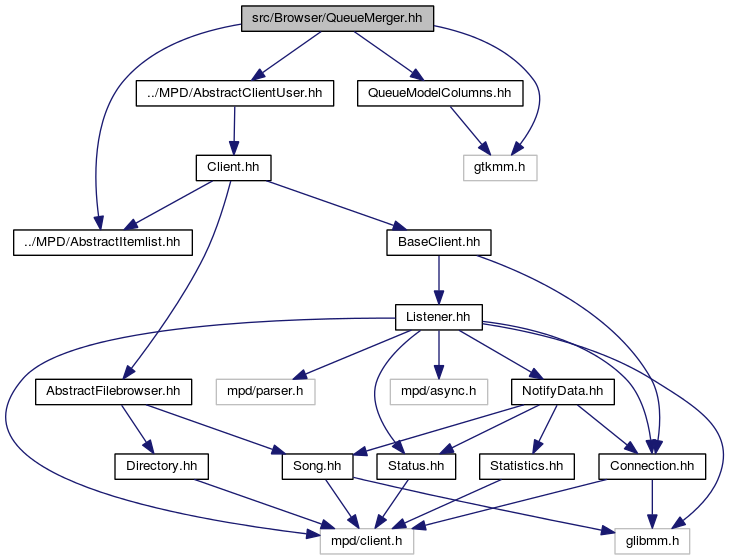 src/Browser/QueueMerger.hh
../MPD/AbstractClientUser.hh
QueueModelColumns.hh
Client.hh
gtkmm.h
../MPD/AbstractItemlist.hh
BaseClient.hh
Listener.hh
AbstractFilebrowser.hh
mpd/parser.h
mpd/async.h
NotifyData.hh
Directory.hh
Song.hh
Status.hh
Statistics.hh
Connection.hh
mpd/client.h
glibmm.h